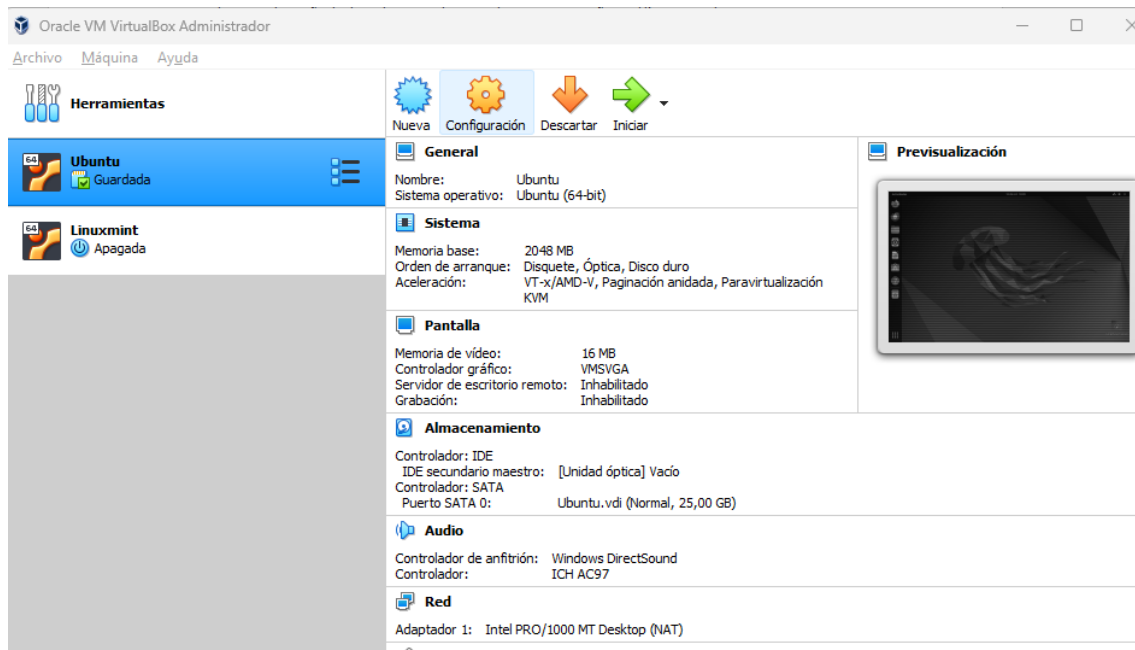 Oracle VM VirtualBox Administrador
Archivo Máquina Ayuda
Herramientas
Nueva Configuración Descartar Iniciar
64 Ubuntu
Guardada
64 Linuxmint
Apagada
General
Nombre: Ubuntu
Sistema operativo: Ubuntu (64-bit)
Sistema
Memoria base: 2048 MB
Orden de arranque: Disquete, Óptica, Disco duro
Aceleración: VT-x/AMD-V, Paginación anidada, Paravirtualización
KVM
Pantalla
Memoria de vídeo: 16 MB
Controlador gráfico: VMSVGA
Servidor de escritorio remoto: Inhabilitado
Grabación: Inhabilitado
Previsualización
Almacenamiento
Controlador: IDE
IDE secundario maestro: [Unidad óptica] Vacío
Controlador: SATA
Puerto SATA 0: Ubuntu.vdi (Normal, 25,00 GB)
Audio
Controlador de anfitrión: Windows DirectSound
Controlador: ICH AC97
Red
Adaptador 1: Intel PRO/1000 MT Desktop (NAT)